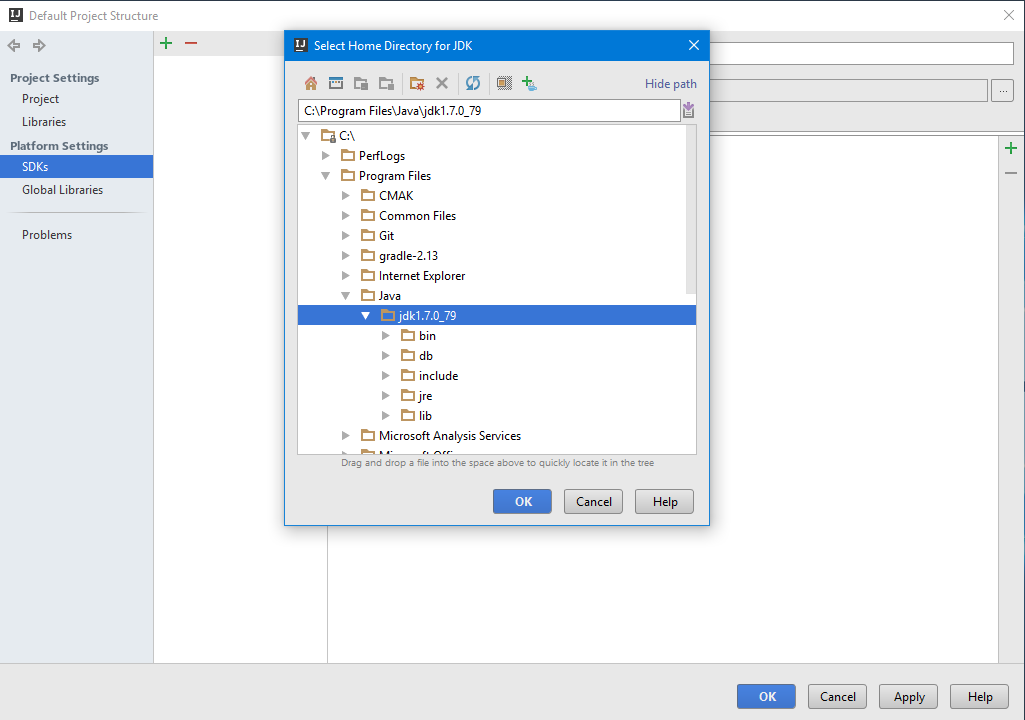 Default Project Structure
Project Settings
Project
Libraries
Platform Settings
SDKs
Global Libraries
Problems
Select Home Directory for JDK
Hide path
C:\Program Files\Java\jdk1.7.0_79
C:\
PerfLogs
Program Files
CMAK
Common Files
Git
gradle-2.13
Internet Explorer
Java
jdk1.7.0_79
bin
db
include
jre
lib
Microsoft Analysis Services
Drag and drop a file into the space above to quickly locate it in the tree
OK Cancel Help
...
OK Cancel Apply Help